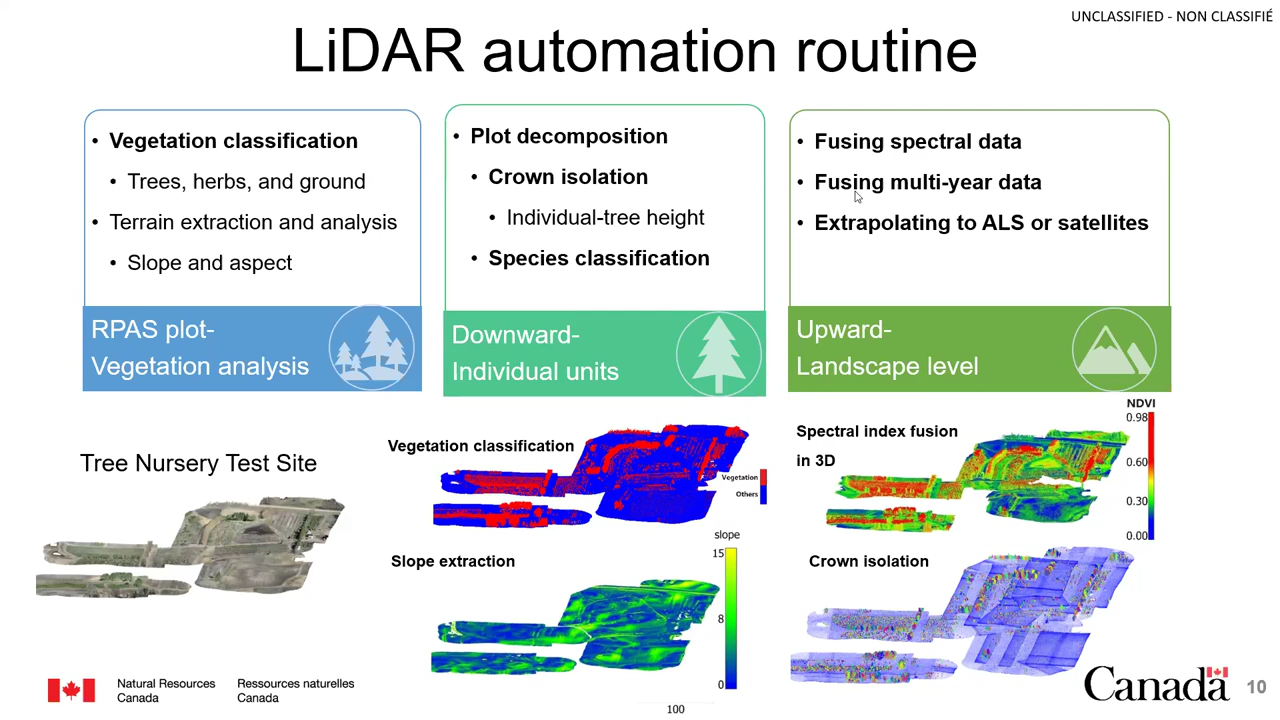 UNCLASSIFIED - NON CLASSIFIÉ
LiDAR automation routine
• Vegetation classification
• Trees, herbs, and ground
• Terrain extraction and analysis
• Slope and aspect
RPAS plot-
Vegetation analysis
• Plot decomposition
• Crown isolation
• Individual-tree height
• Species classification
Downward-
Individual units
• Fusing spectral data
• Fusing multi-year data
• Extrapolating to ALS or satellites
Upward-
Landscape level
Tree Nursery Test Site
Vegetation classification
Vegetation
Others
Slope extraction
slope
15
8
0
100
Spectral index fusion
in 3D
NDVI
0.98
0.60
0.30
0.00
Crown isolation
Natural Resources
Canada
Ressources naturelles
Canada
Canada
10